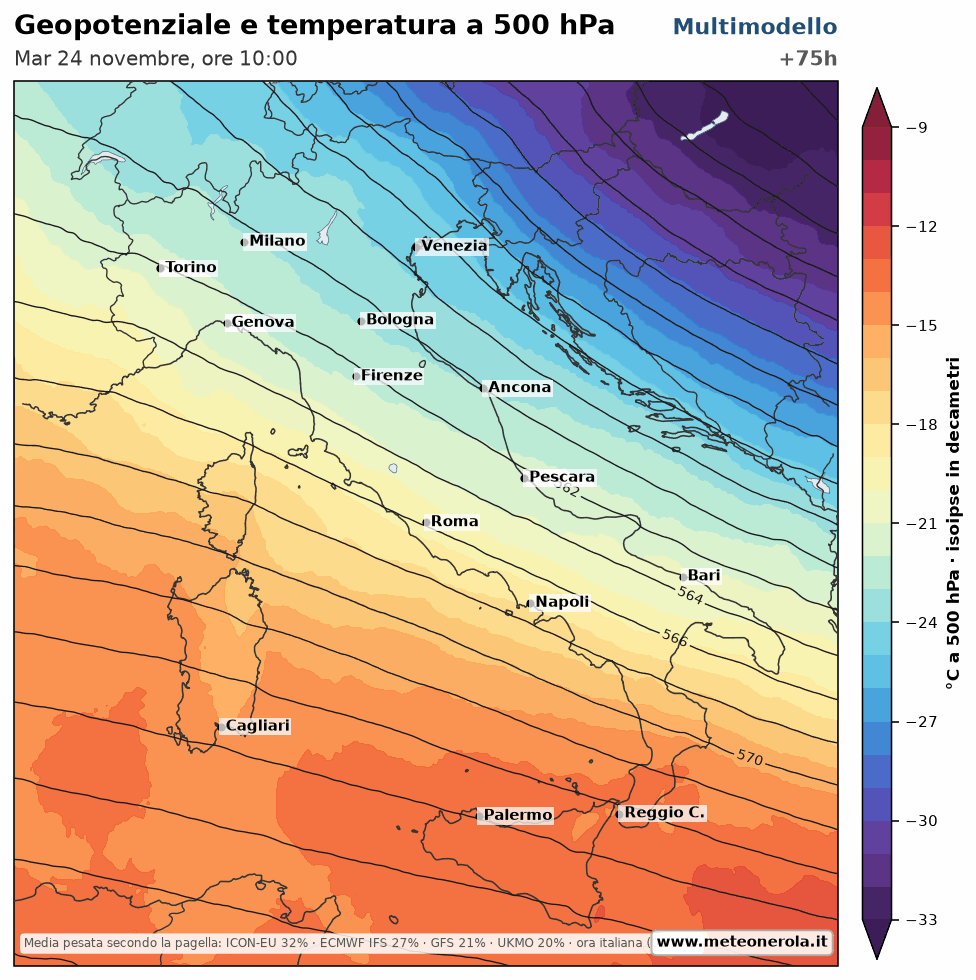 Geopotenziale e temperatura a 500 hPa
Multimodello
Mar 24 novembre, ore 10:00
+75h
−9
−12
−15
−18
−21
−24
−27
−30
−33
°C a 500 hPa · isoipse in decametri
Milano
Venezia
Torino
Genova
Bologna
Firenze
Ancona
Pescara
562
Roma
Bari
564
Napoli
566
Cagliari
570
Palermo
Reggio C.
Media pesata secondo la pagella: ICON-EU 32% · ECMWF IFS 27% · GFS 21% · UKMO 20% · ora italiana (
www.meteonerola.it